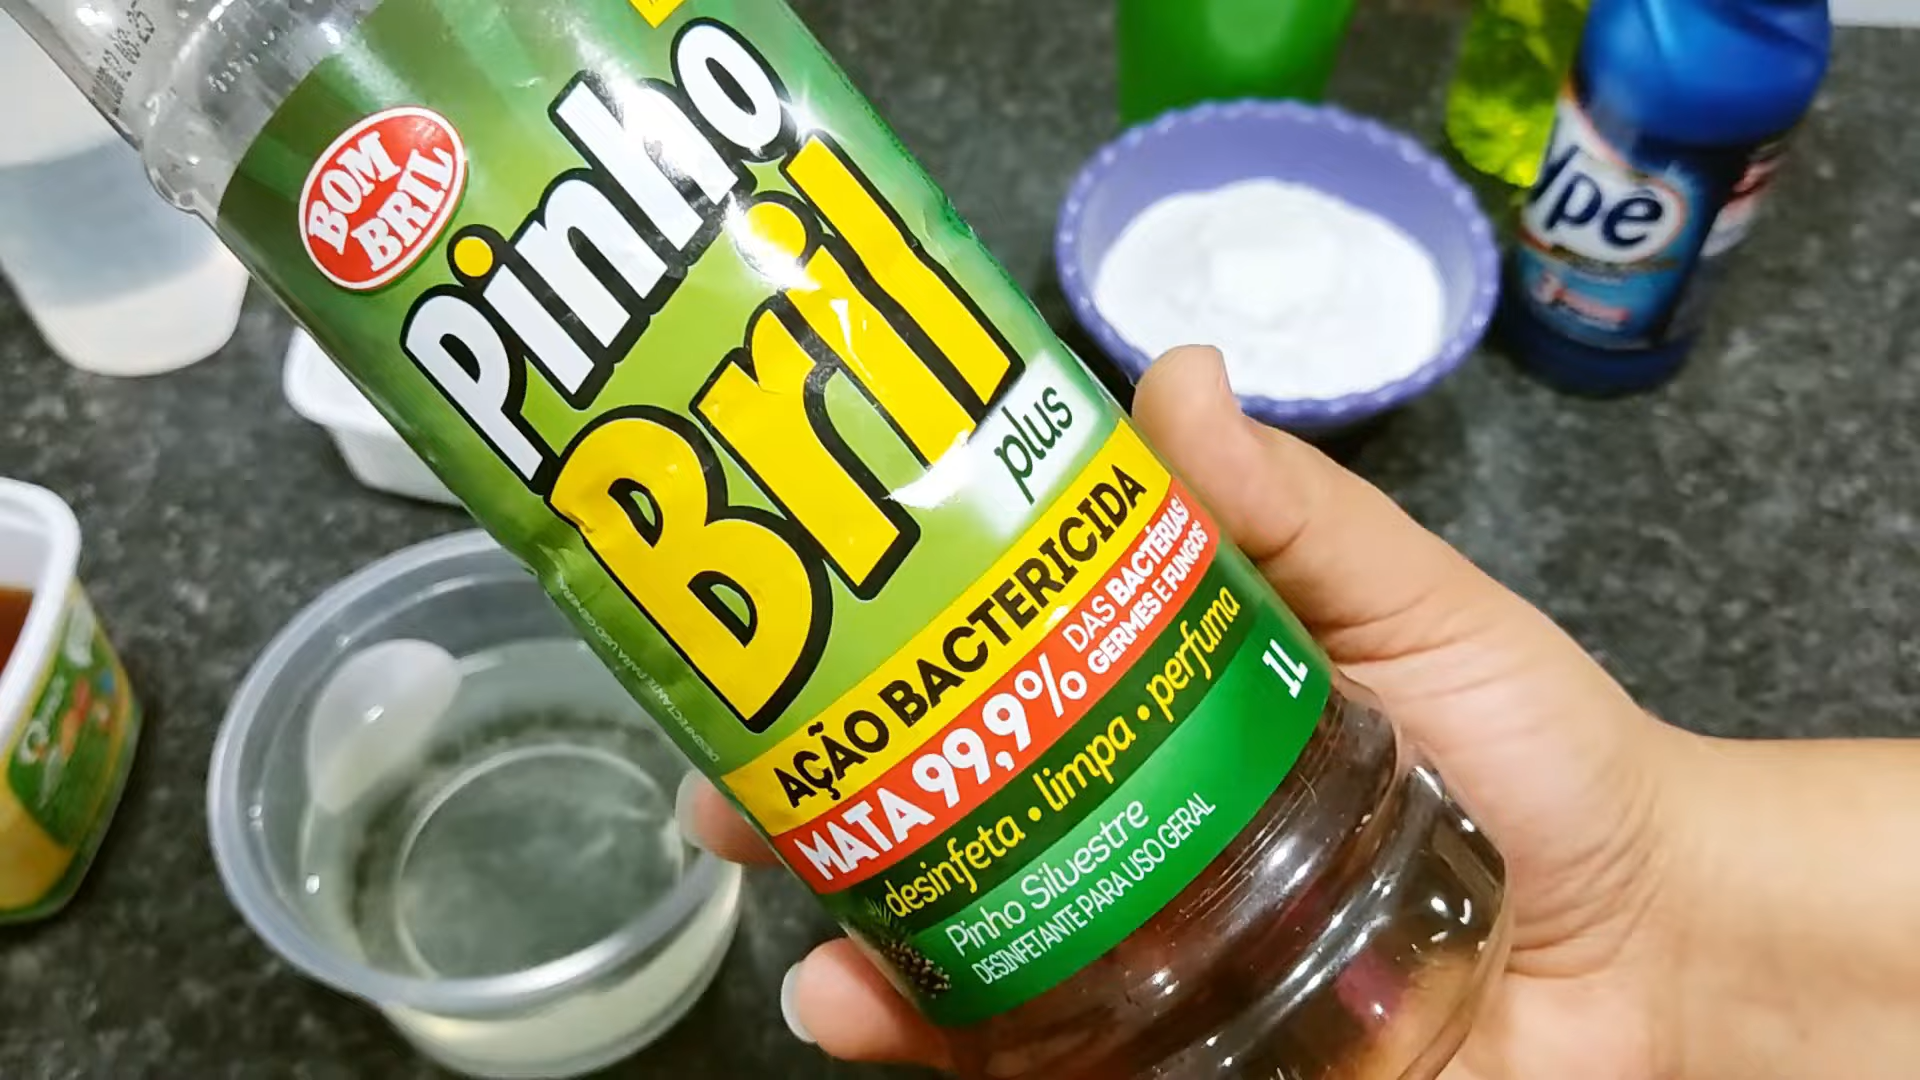 BOM
BRIL
Pinho
Bril
plus
AÇÃO BACTERICIDA
MATA 99,9% DAS BACTÉRIAS/
GERMES E FUNGOS
desinfeta • limpa • perfuma
Pinho Silvestre
DESINFETANTE PARA USO GERAL
1L
Ypê